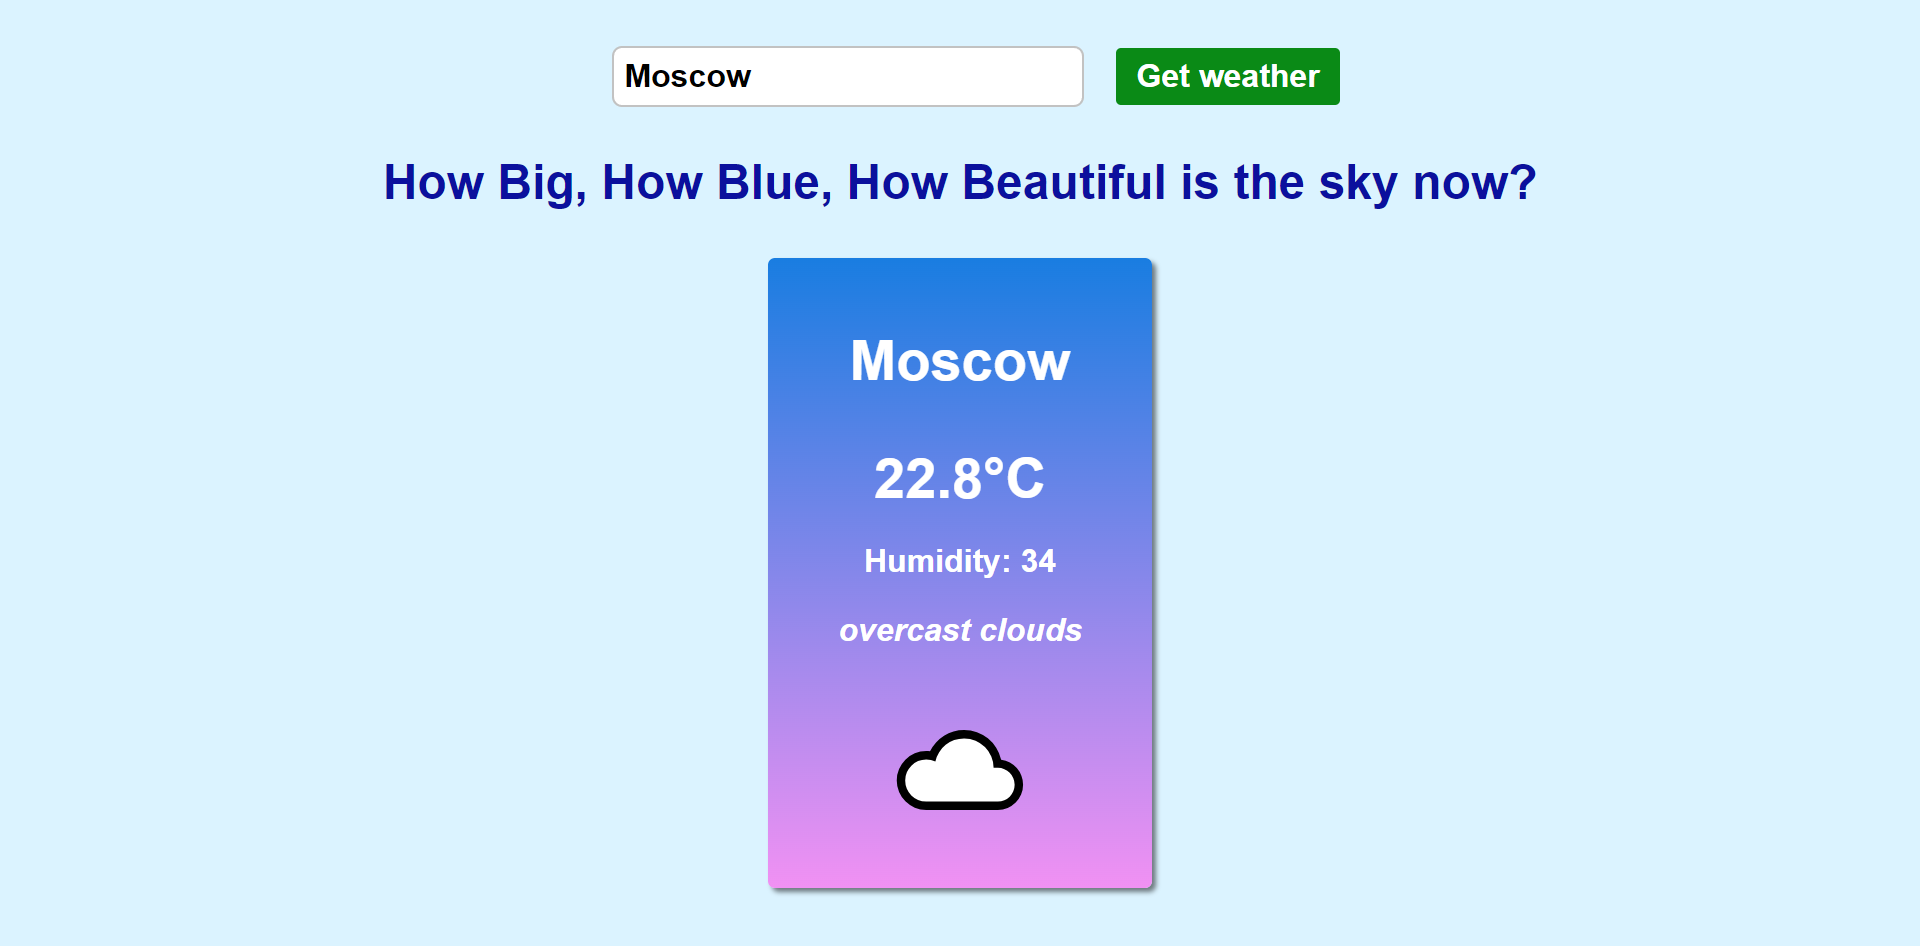 Moscow
Get weather
How Big, How Blue, How Beautiful is the sky now?
Moscow
22.8°C
Humidity: 34
overcast clouds